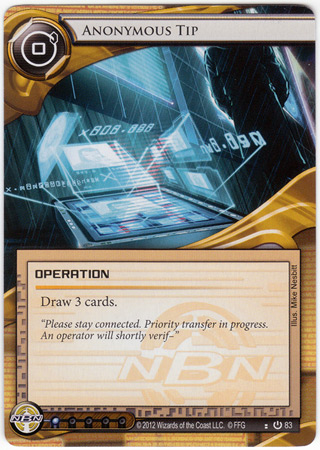 ANONYMOUS TIP
0
OPERATION
Draw 3 cards.
“Please stay connected. Priority transfer in progress.
An operator will shortly verif–”
NBN
Illus. Mike Nesbitt
NBN
© 2012 Wizards of the Coast LLC. © FFG
83